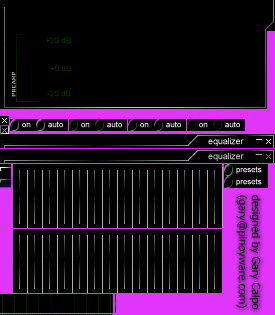 +20 dB
PREAMP
+0 dB
-20 dB
on auto on auto on auto on auto
equalizer
equalizer
presets
presets
designed by Gary Calpo
(gary@pinoyware.com)